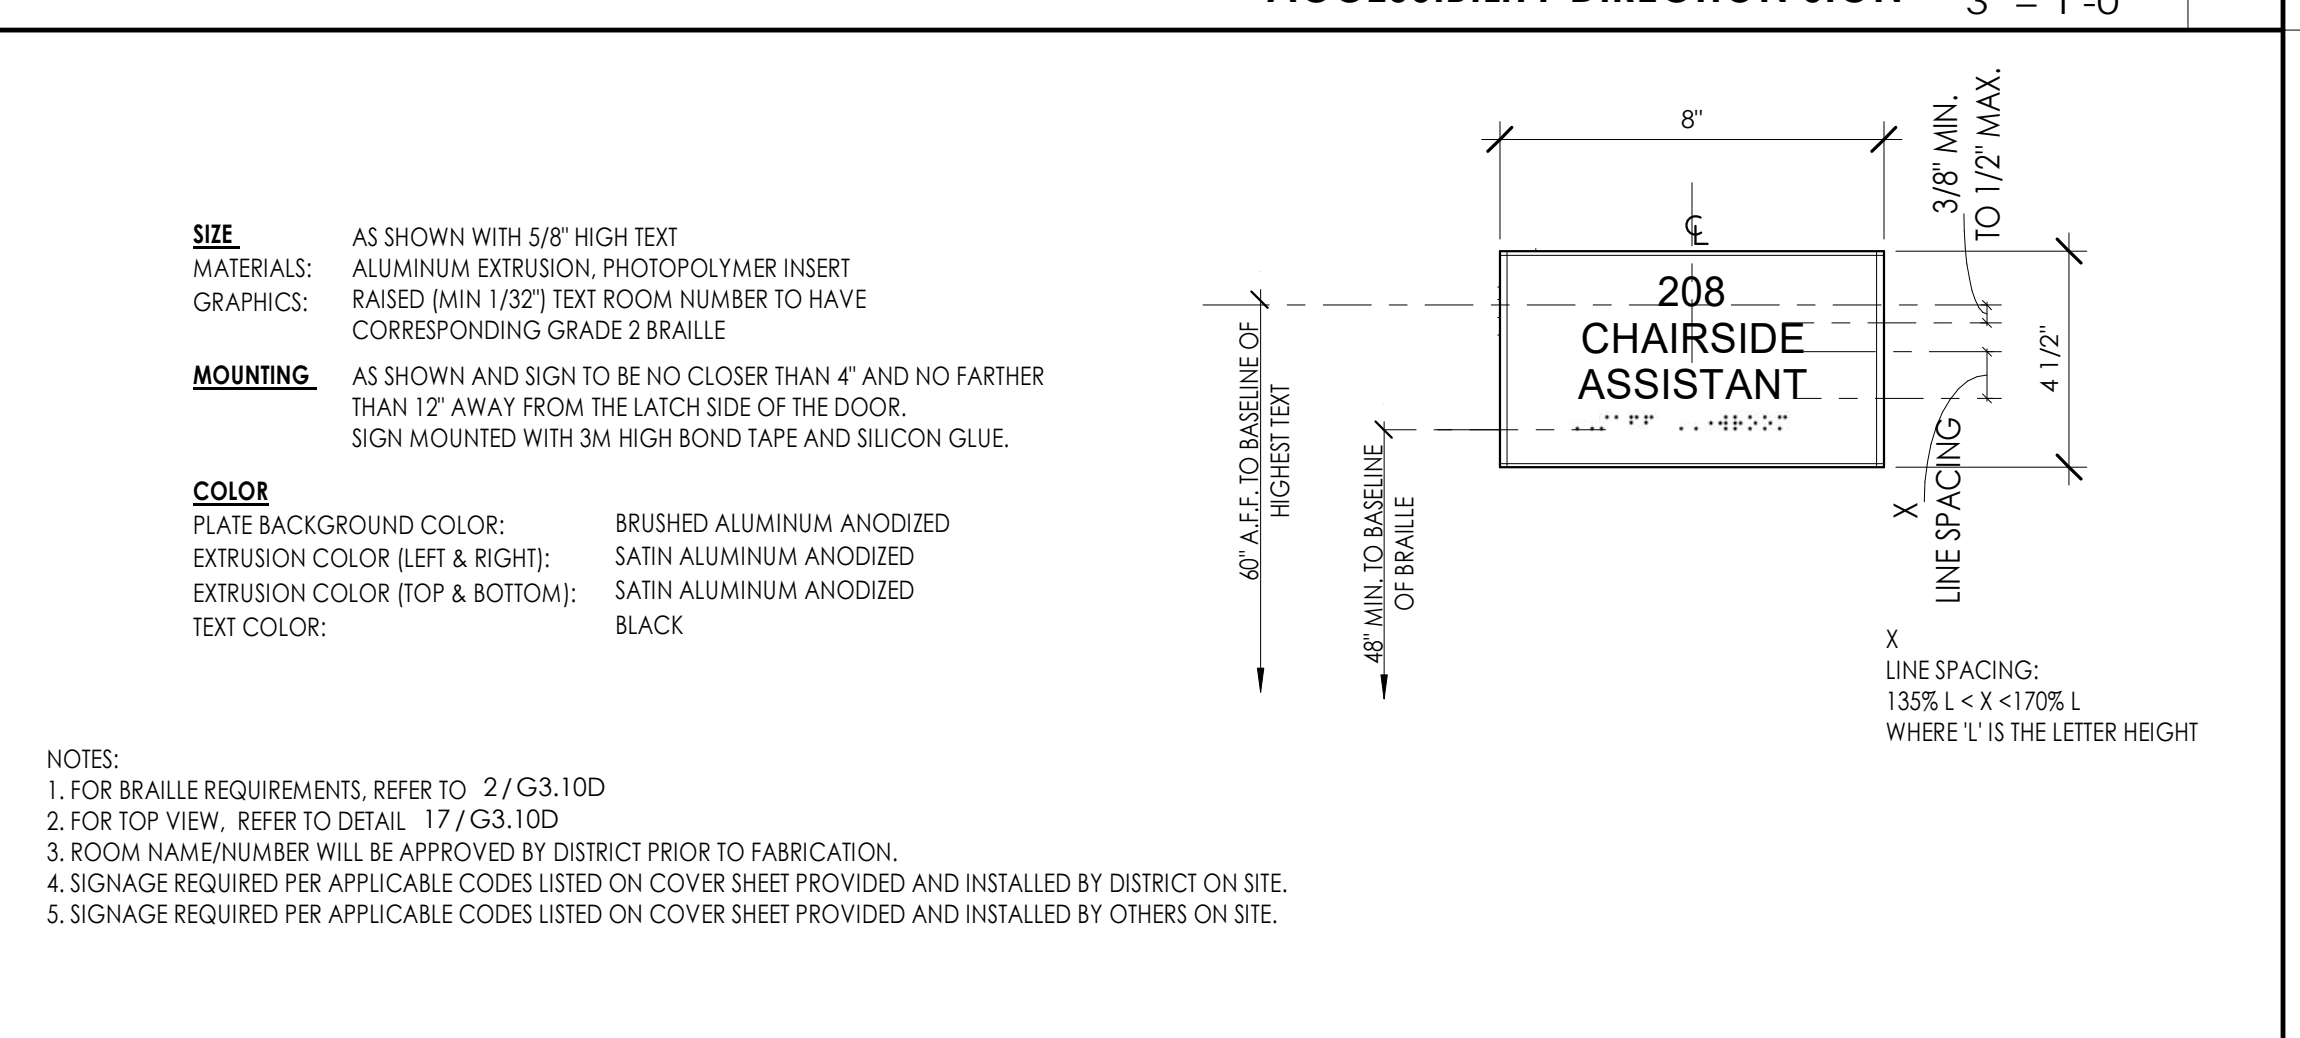 ACCESSIBILITY DIRECTION SIGN 3" = 1'-0"
SIZE AS SHOWN WITH 5/8" HIGH TEXT
MATERIALS: ALUMINUM EXTRUSION, PHOTOPOLYMER INSERT
GRAPHICS: RAISED (MIN 1/32") TEXT ROOM NUMBER TO HAVE
CORRESPONDING GRADE 2 BRAILLE
MOUNTING AS SHOWN AND SIGN TO BE NO CLOSER THAN 4" AND NO FARTHER
THAN 12" AWAY FROM THE LATCH SIDE OF THE DOOR.
SIGN MOUNTED WITH 3M HIGH BOND TAPE AND SILICON GLUE.
COLOR
PLATE BACKGROUND COLOR: BRUSHED ALUMINUM ANODIZED
EXTRUSION COLOR (LEFT & RIGHT): SATIN ALUMINUM ANODIZED
EXTRUSION COLOR (TOP & BOTTOM): SATIN ALUMINUM ANODIZED
TEXT COLOR: BLACK
8"
℄
208
CHAIRSIDE
ASSISTANT
60" A.F.F. TO BASELINE OF
HIGHEST TEXT
48" MIN. TO BASELINE
OF BRAILLE
3/8" MIN.
TO 1/2" MAX.
4 1/2"
X
LINE SPACING
X
LINE SPACING:
135% L < X <170% L
WHERE 'L' IS THE LETTER HEIGHT
NOTES:
1. FOR BRAILLE REQUIREMENTS, REFER TO 2 / G3.10D
2. FOR TOP VIEW, REFER TO DETAIL 17 / G3.10D
3. ROOM NAME/NUMBER WILL BE APPROVED BY DISTRICT PRIOR TO FABRICATION.
4. SIGNAGE REQUIRED PER APPLICABLE CODES LISTED ON COVER SHEET PROVIDED AND INSTALLED BY DISTRICT ON SITE.
5. SIGNAGE REQUIRED PER APPLICABLE CODES LISTED ON COVER SHEET PROVIDED AND INSTALLED BY OTHERS ON SITE.